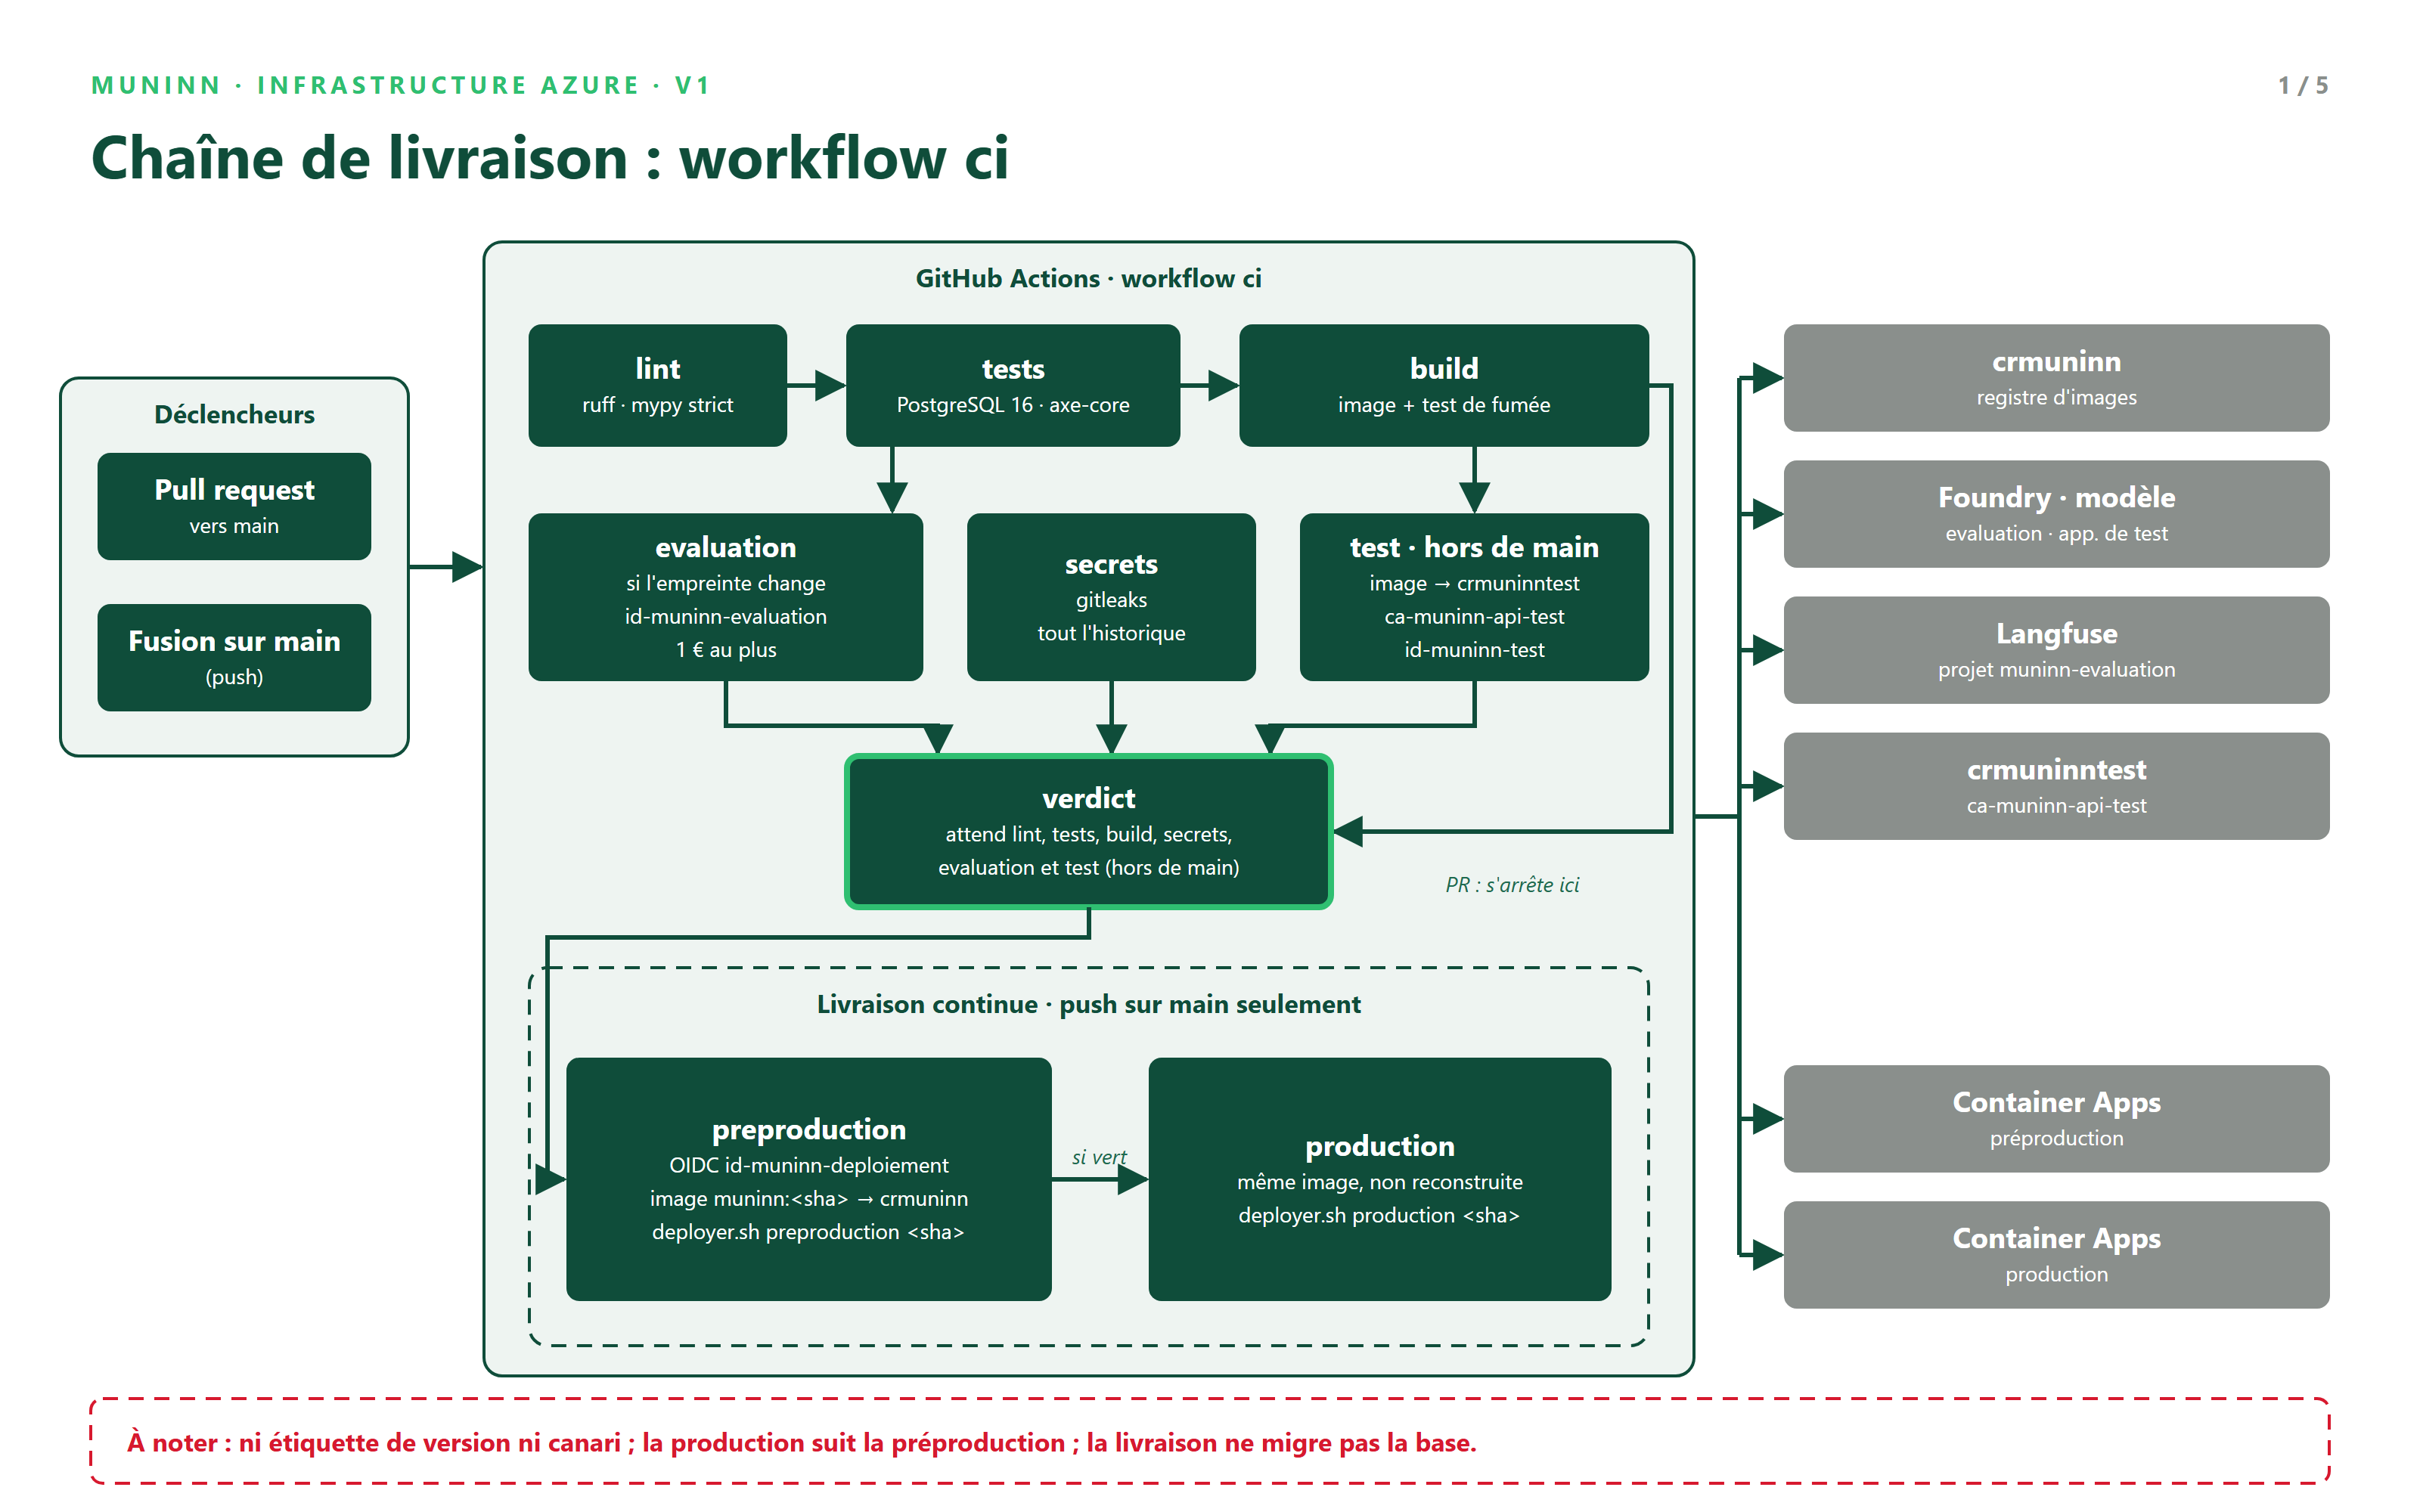 MUNINN · INFRASTRUCTURE AZURE · V1
1 / 5
Chaîne de livraison : workflow ci
Déclencheurs
Pull request
vers main
Fusion sur main
(push)
GitHub Actions · workflow ci
lint
ruff · mypy strict
tests
PostgreSQL 16 · axe-core
build
image + test de fumée
evaluation
si l'empreinte change
id-muninn-evaluation
1 € au plus
secrets
gitleaks
tout l'historique
test · hors de main
image → crmuninntest
ca-muninn-api-test
id-muninn-test
verdict
attend lint, tests, build, secrets,
evaluation et test (hors de main)
PR : s'arrête ici
Livraison continue · push sur main seulement
preproduction
OIDC id-muninn-deploiement
image muninn:<sha> → crmuninn
deployer.sh preproduction <sha>
si vert
production
même image, non reconstruite
deployer.sh production <sha>
crmuninn
registre d'images
Foundry · modèle
evaluation · app. de test
Langfuse
projet muninn-evaluation
crmuninntest
ca-muninn-api-test
Container Apps
préproduction
Container Apps
production
À noter : ni étiquette de version ni canari ; la production suit la préproduction ; la livraison ne migre pas la base.